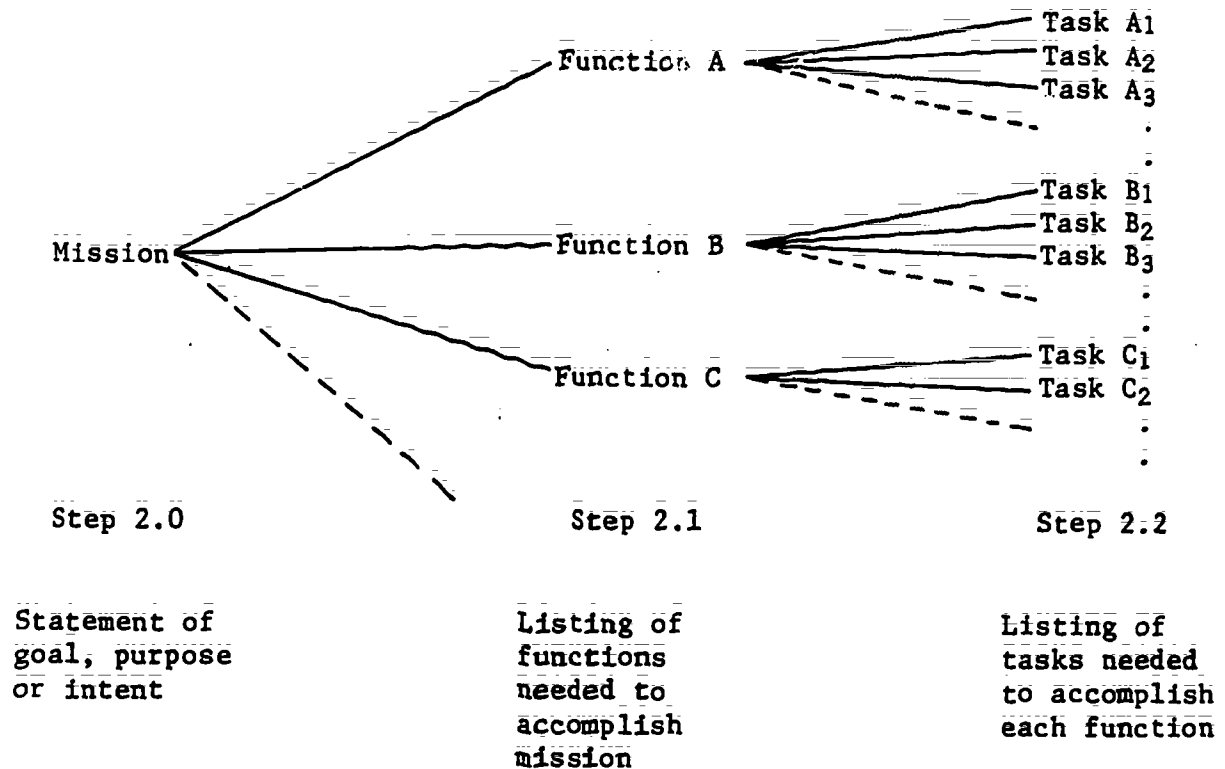 Task A1
Function A
Task A2
Task A3
Task B1
Mission
Function B
Task B2
Task B3
Function C
Task C1
Task C2
Step 2.0
Step 2.1
Step 2.2
Statement of
goal, purpose
or intent
Listing of
functions
needed to
accomplish
mission
Listing of
tasks needed
to accomplish
each function